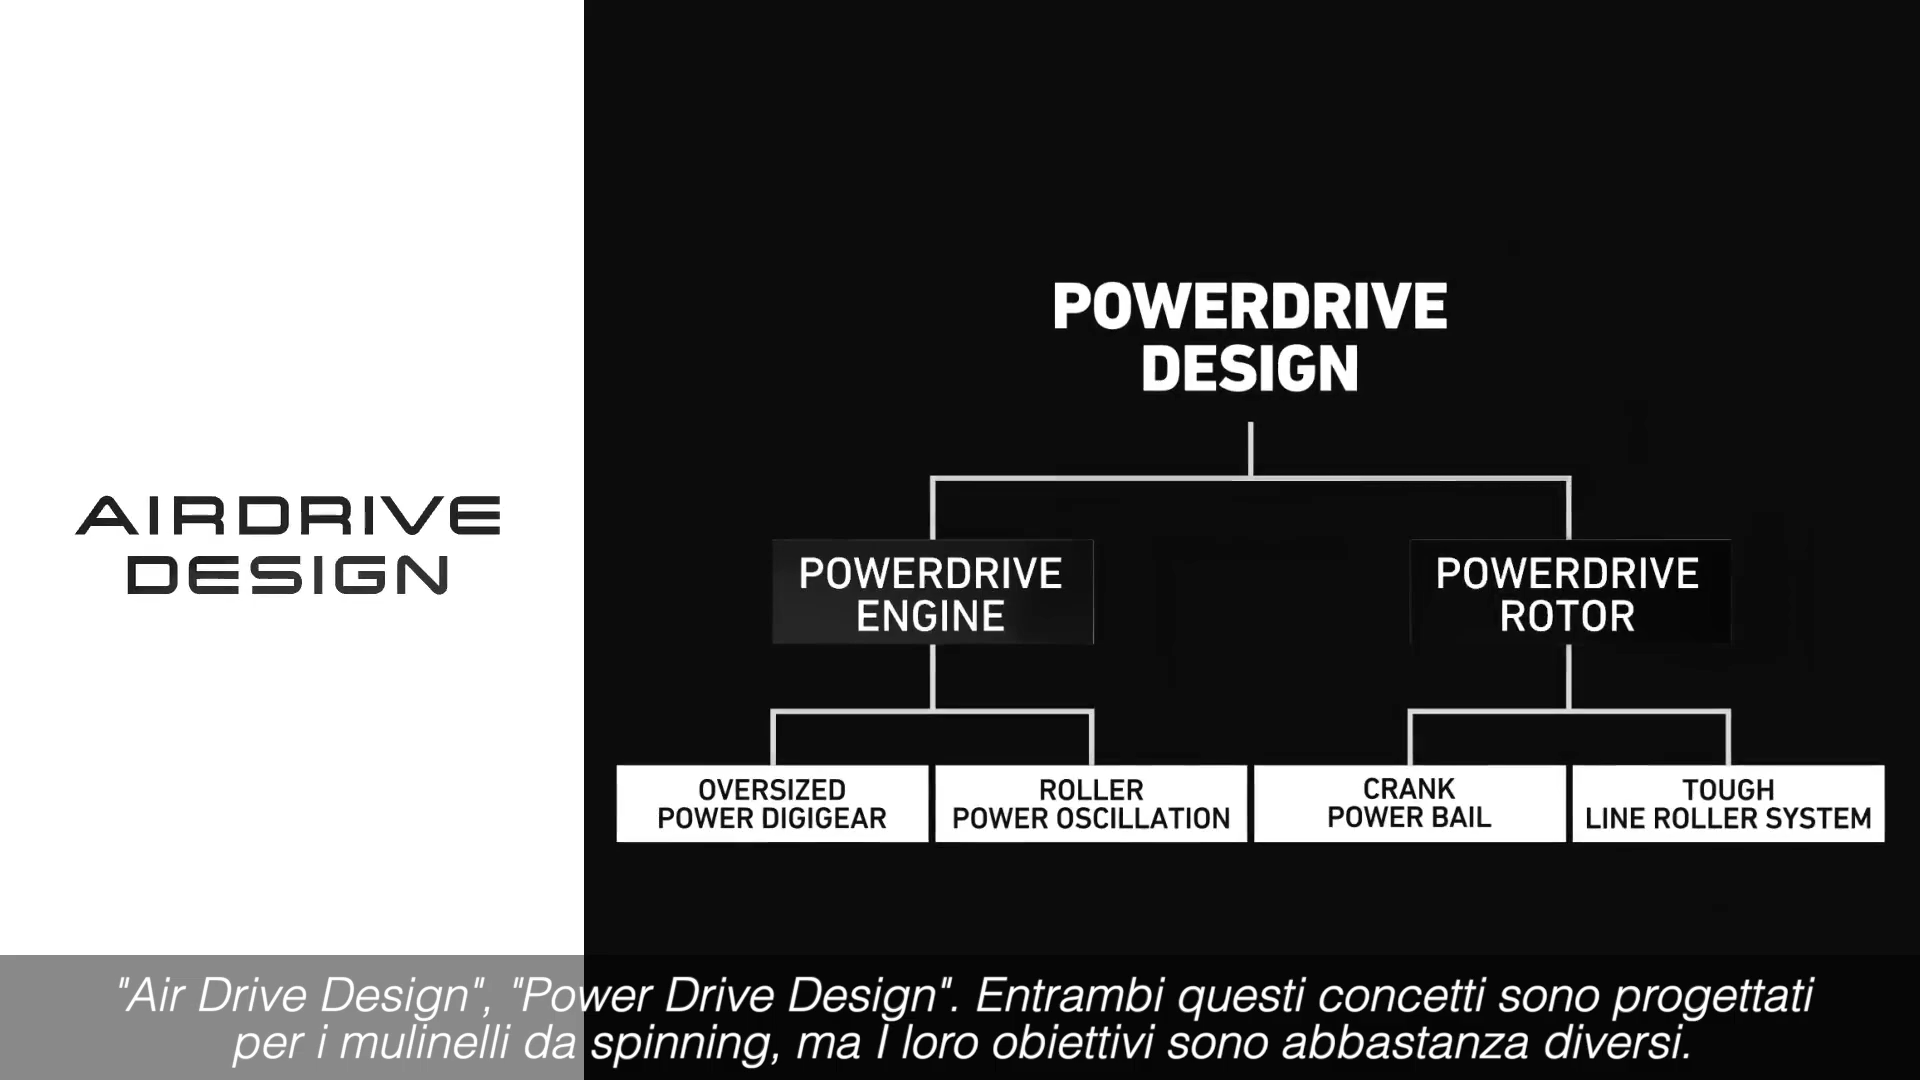 AIRDRIVE
DESIGN
POWERDRIVE
DESIGN
POWERDRIVE
ENGINE
POWERDRIVE
ROTOR
OVERSIZED
POWER DIGIGEAR
ROLLER
POWER OSCILLATION
CRANK
POWER BAIL
TOUGH
LINE ROLLER SYSTEM
"Air Drive Design", "Power Drive Design". Entrambi questi concetti sono progettati
per i mulinelli da spinning, ma I loro obiettivi sono abbastanza diversi.